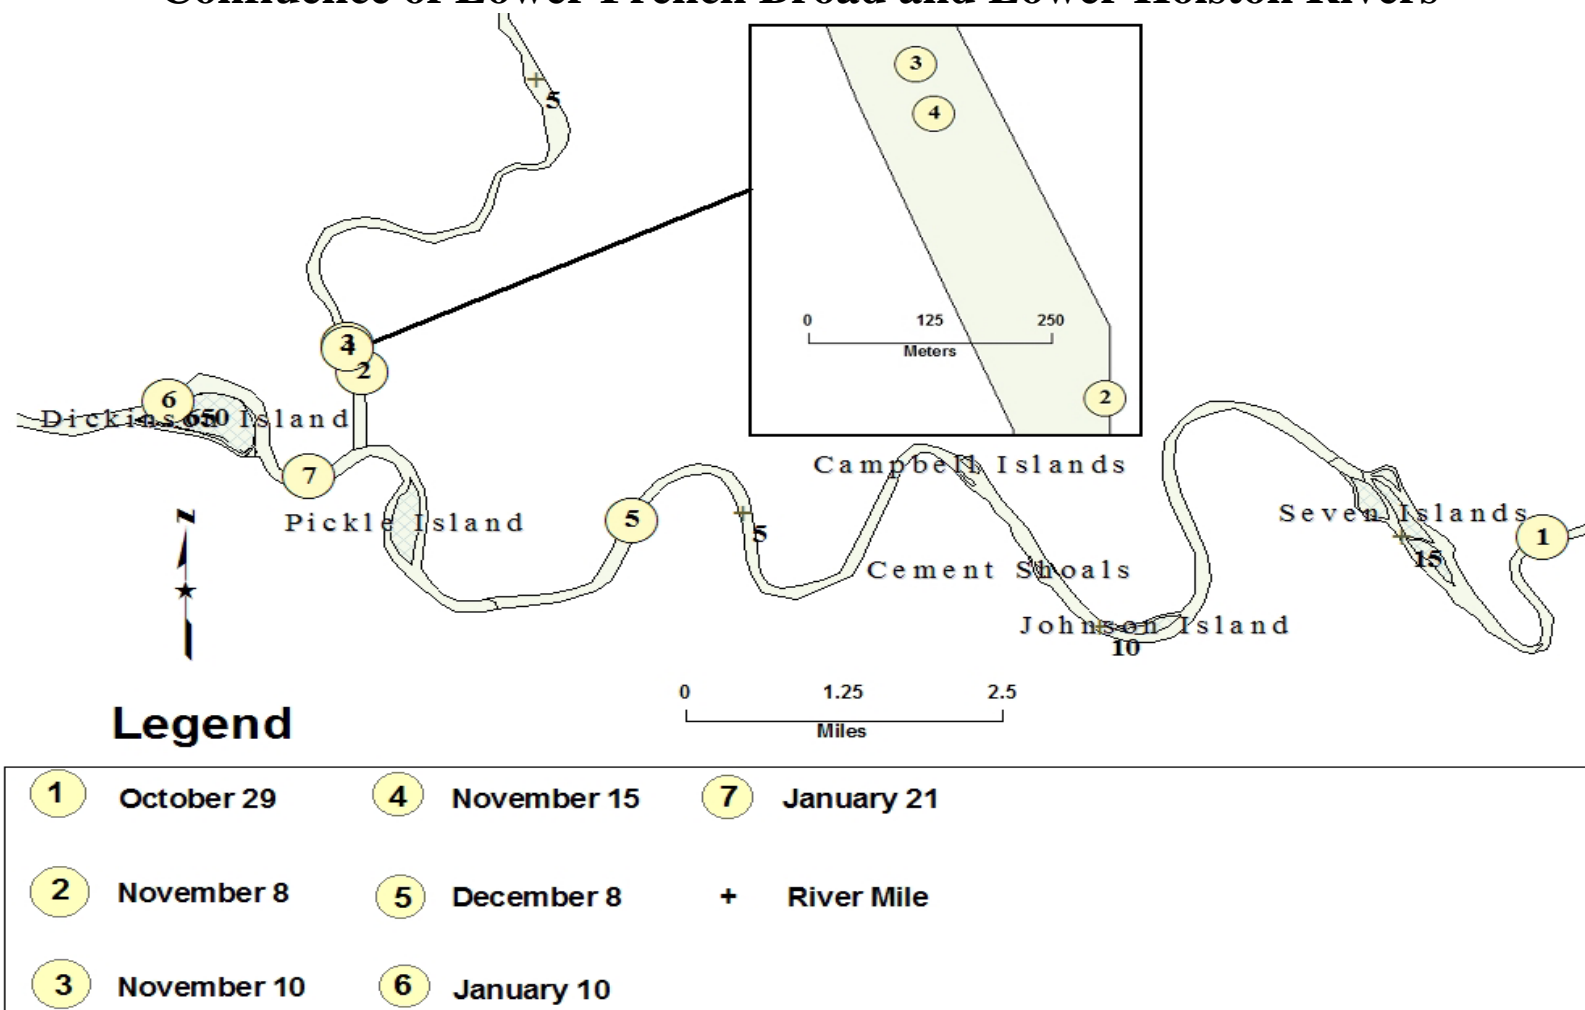 Confluence of Lower French Broad and Lower Holston Rivers
5
3
4
0 125 250
Meters
2
3
4
2
6
Dickinson Island
650
7
Campbell Islands
Pickle Island
5
5
Seven Islands
1
15
Cement Shoals
Johnson Island
10
N
0 1.25 2.5
Miles
Legend
1 October 29 4 November 15 7 January 21
2 November 8 5 December 8 + River Mile
3 November 10 6 January 10